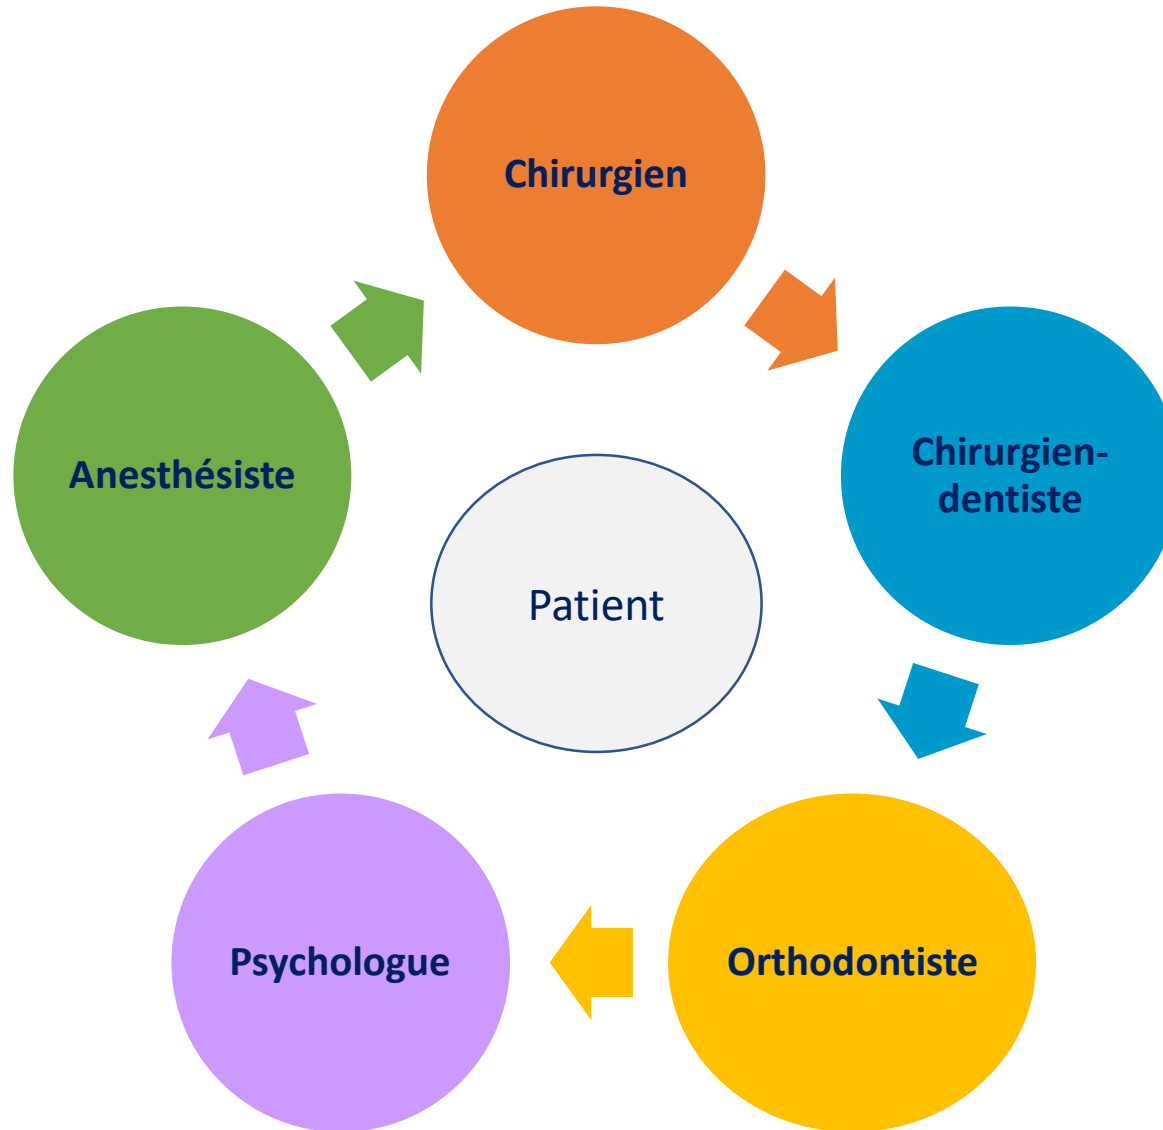 Chirurgien
Chirurgien-
dentiste
Orthodontiste
Psychologue
Anesthésiste
Patient